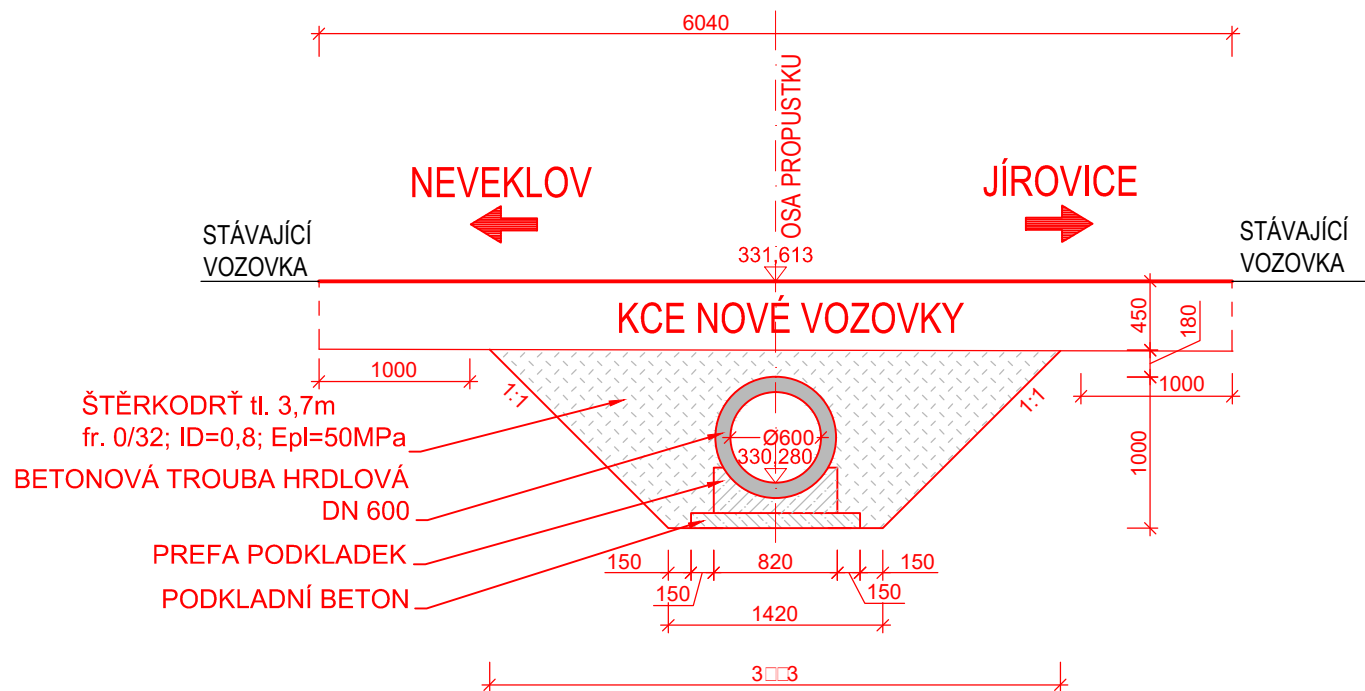 6040
OSA PROPUSTKU
NEVEKLOV
JÍROVICE
STÁVAJÍCÍ
VOZOVKA
331,613
STÁVAJÍCÍ
VOZOVKA
KCE NOVÉ VOZOVKY
450
180
1000
1:1
1:1
1000
ŠTĚRKODRŤ tl. 3,7m
fr. 0/32; ID=0,8; Epl=50MPa
Ø600
330,280
1000
BETONOVÁ TROUBA HRDLOVÁ
DN 600
PREFA PODKLADEK
PODKLADNÍ BETON
150
820
150
150
150
1420